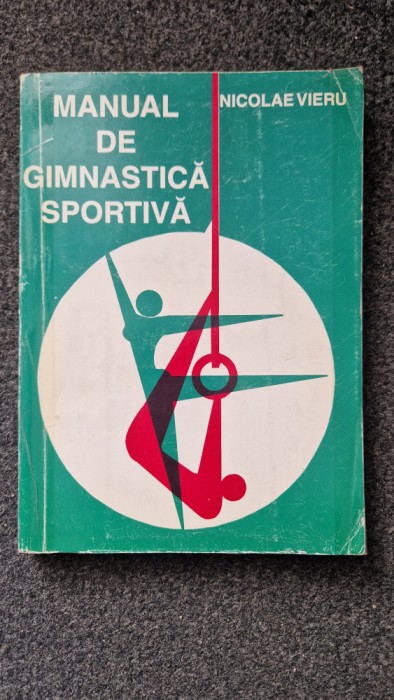 MANUAL
DE
GIMNASTICĂ
SPORTIVĂ
NICOLAE VIERU